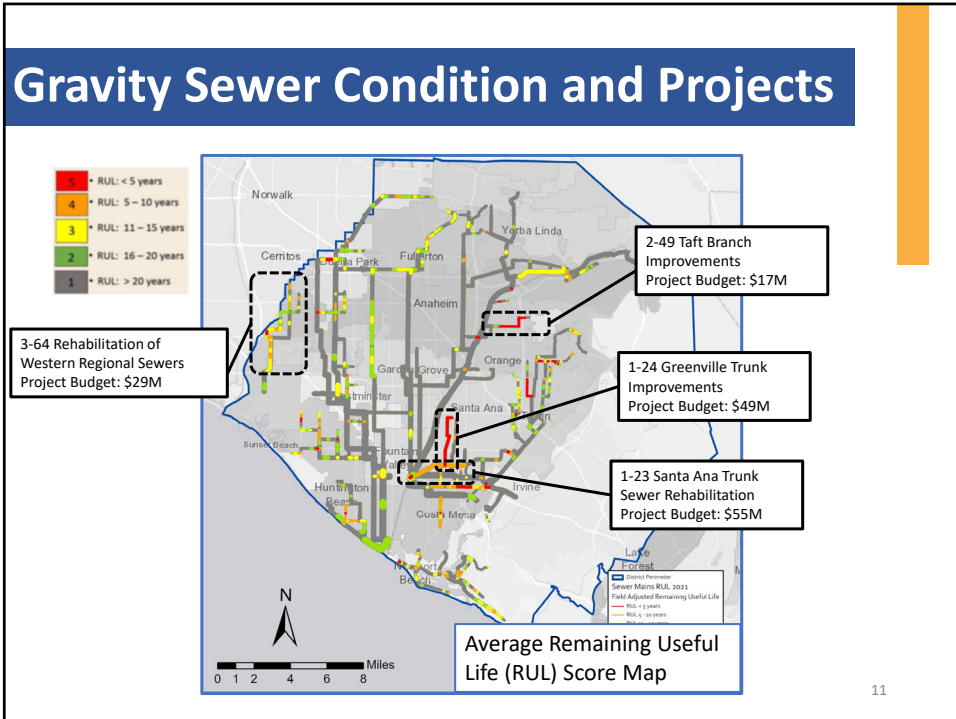 Gravity Sewer Condition and Projects
5 • RUL: < 5 years
4 • RUL: 5 – 10 years
3 • RUL: 11 – 15 years
2 • RUL: 16 – 20 years
1 • RUL: > 20 years
Norwalk
Cerritos
Park
Fullerton
Yorba Linda
Anaheim
Orange
Garden Grove
Santa Ana
Sunset Beach
Huntington
Beach
Costa Mesa
Irvine
Beach
Lake
Forest
2-49 Taft Branch
Improvements
Project Budget: $17M
3-64 Rehabilitation of
Western Regional Sewers
Project Budget: $29M
1-24 Greenville Trunk
Improvements
Project Budget: $49M
1-23 Santa Ana Trunk
Sewer Rehabilitation
Project Budget: $55M
District Perimeter
Sewer Mains RUL 2021
Field Adjusted Remaining Useful Life
RUL < 5 years
RUL 5 - 10 years
N
Miles
0 1 2 4 6 8
Average Remaining Useful
Life (RUL) Score Map
11